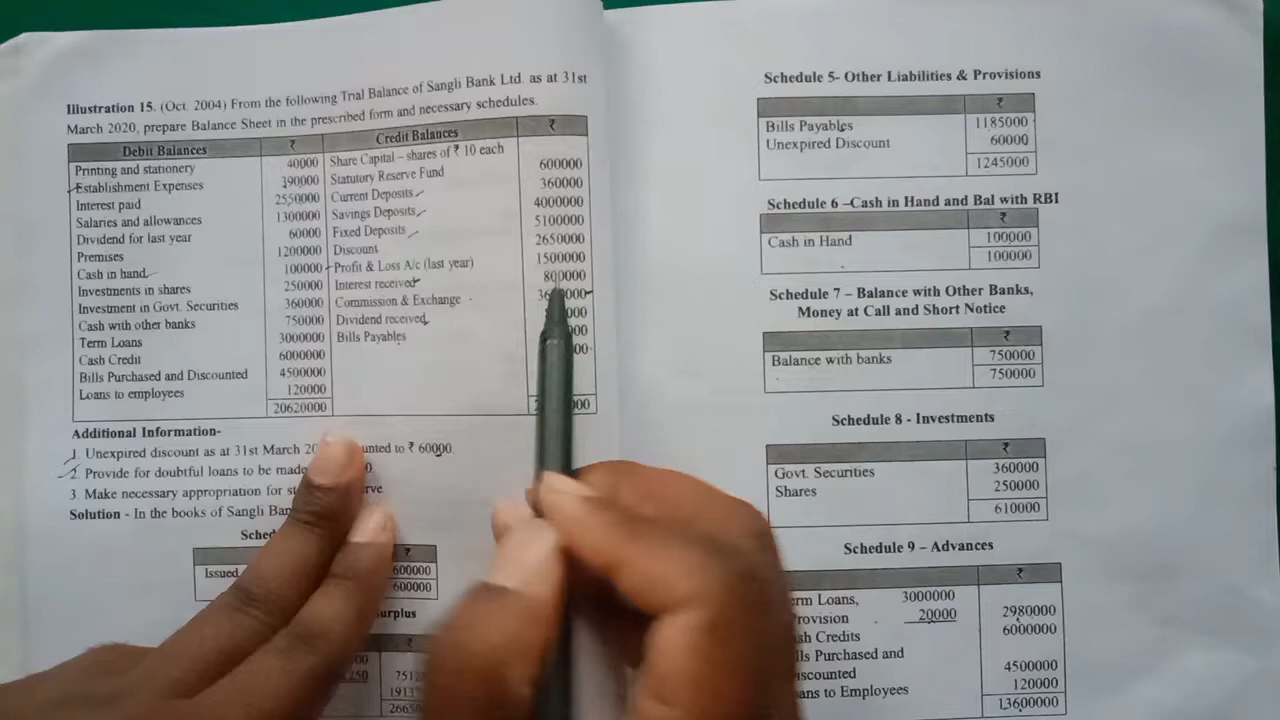 Illustration 15. (Oct. 2004) From the following Trial Balance of Sangli Bank Ltd. as at 31st
March 2020, prepare Balance Sheet in the prescribed form and necessary schedules.
Debit Balances ₹ Credit Balances ₹
Printing and stationery 40000 Share Capital – shares of ₹ 10 each 600000
Establishment Expenses 390000 Statutory Reserve Fund 360000
Interest paid 2550000 Current Deposits 4000000
Salaries and allowances 1300000 Savings Deposits 5100000
Dividend for last year 60000 Fixed Deposits 2650000
Premises 1200000 Discount 1500000
Cash in hand 100000 Profit & Loss A/c (last year) 800000
Investments in shares 250000 Interest received
Investment in Govt. Securities 360000 Commission & Exchange
Cash with other banks 750000 Dividend received
Term Loans 3000000 Bills Payables
Cash Credit 6000000
Bills Purchased and Discounted 4500000
Loans to employees 120000
20620000
Additional Information-
1. Unexpired discount as at 31st March to ₹ 60000.
2. Provide for doubtful loans to be made
3. Make necessary appropriation for
Solution - In the books of Sangli
₹
Issued 600000
600000
₹
Schedule 5- Other Liabilities & Provisions
₹
Bills Payables 1185000
Unexpired Discount 60000
1245000
Schedule 6 –Cash in Hand and Bal with RBI
₹
Cash in Hand 100000
100000
Schedule 7 – Balance with Other Banks,
Money at Call and Short Notice
₹
Balance with banks 750000
750000
Schedule 8 - Investments
₹
Govt. Securities 360000
Shares 250000
610000
Schedule 9 – Advances
₹
Loans, 3000000
20000 2980000
Credits 6000000
Purchased and
4500000
to Employees 120000
13600000